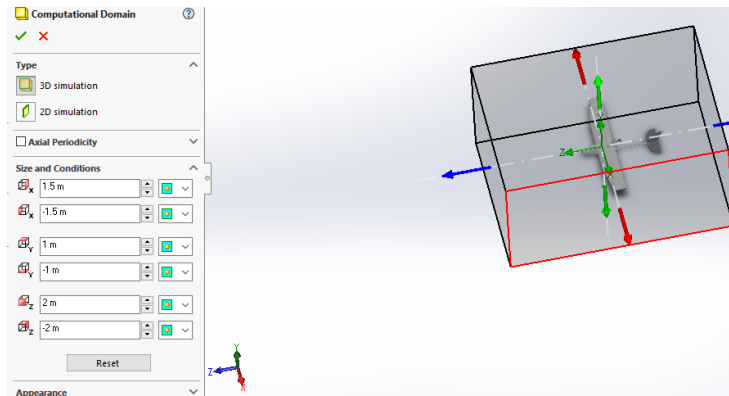 Computational Domain
Type
3D simulation
2D simulation
Axial Periodicity
Size and Conditions
X 1.5 m
X -1.5 m
Y 1 m
Y -1 m
Z 2 m
Z -2 m
Reset
Appearance
Z
Y
Z X